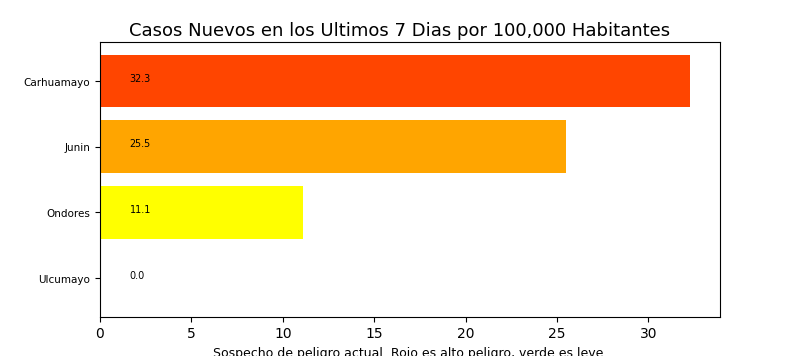 Casos Nuevos en los Ultimos 7 Dias por 100,000 Habitantes
Carhuamayo
32.3
Junin
25.5
Ondores
11.1
Ulcumayo
0.0
0 5 10 15 20 25 30
Sospecho de peligro actual. Rojo es alto peligro, verde es leve